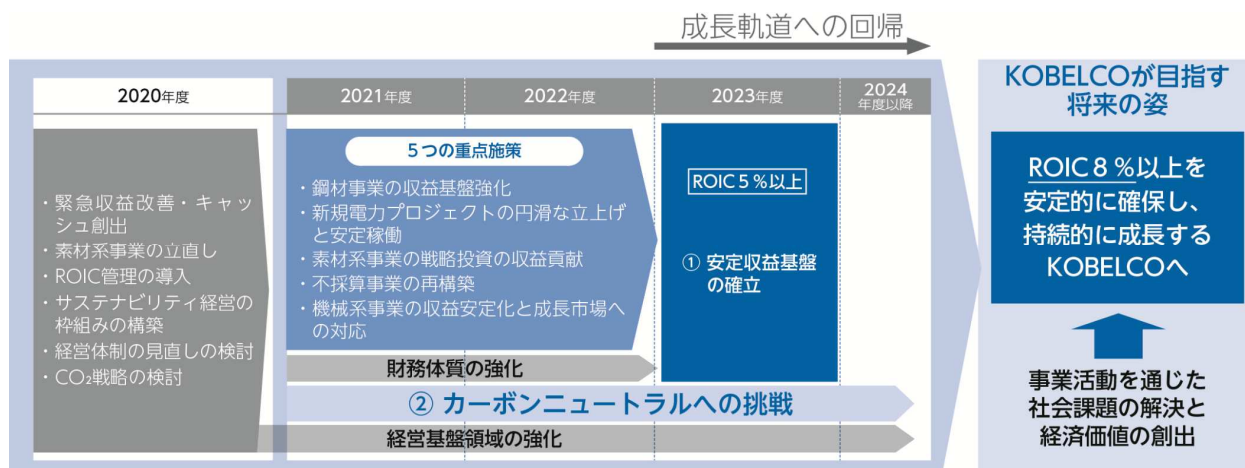 成長軌道への回帰
2020年度
2021年度
2022年度
2023年度
2024
年度以降
・緊急収益改善・キャッ
シュ創出
・素材系事業の立直し
・ROIC管理の導入
・サステナビリティ経営の
枠組みの構築
・経営体制の見直しの検討
・CO₂戦略の検討
5つの重点施策
・鋼材事業の収益基盤強化
・新規電力プロジェクトの円滑な立上げ
と安定稼働
・素材系事業の戦略投資の収益貢献
・不採算事業の再構築
・機械系事業の収益安定化と成長市場へ
の対応
ROIC5%以上
① 安定収益基盤
の確立
財務体質の強化
② カーボンニュートラルへの挑戦
経営基盤領域の強化
KOBELCOが目指す
将来の姿
ROIC8%以上を
安定的に確保し、
持続的に成長する
KOBELCOへ
事業活動を通じた
社会課題の解決と
経済価値の創出